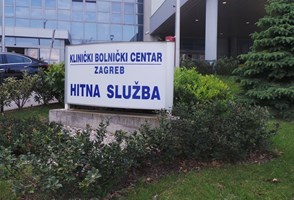 KLINIČKI BOLNIČKI CENTAR
ZAGREB
HITNA SLUŽBA